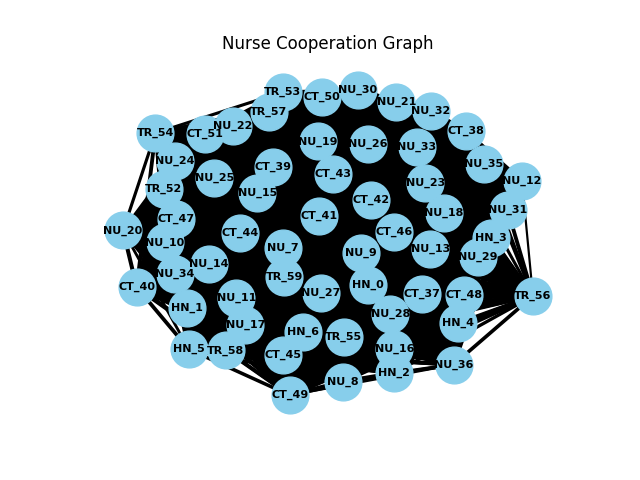 Nurse Cooperation Graph
TR_53
CT_50
NU_30
NU_21
NU_32
TR_57
NU_22
CT_51
TR_54
CT_38
NU_19
NU_26
NU_33
NU_24
NU_35
CT_39
CT_43
NU_25
NU_12
NU_23
TR_52
NU_15
CT_42
NU_31
NU_18
CT_41
CT_47
NU_20
CT_44
CT_46
HN_3
NU_10
NU_7
NU_13
NU_9
NU_29
NU_14
NU_34
TR_59
HN_0
CT_40
NU_27
CT_37
CT_48
TR_56
NU_11
HN_1
NU_28
HN_4
NU_17
HN_6
TR_55
HN_5
TR_58
NU_16
CT_45
NU_36
HN_2
NU_8
CT_49